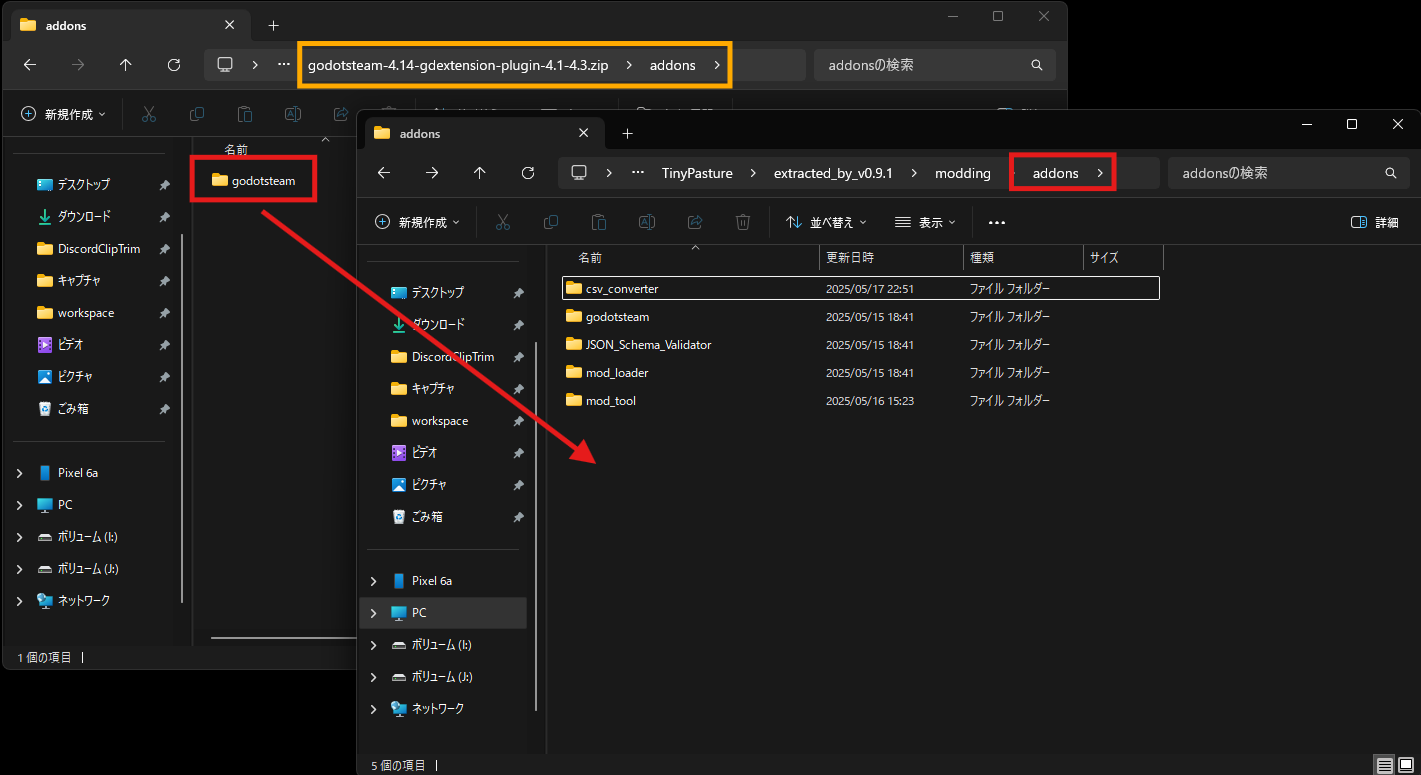 addons
godotsteam-4.14-gdextension-plugin-4.1-4.3.zip > addons >
addonsの検索
新規作成
名前
godotsteam
デスクトップ
ダウンロード
DiscordClipTrim
キャプチャ
workspace
ビデオ
ピクチャ
ごみ箱
Pixel 6a
PC
ボリューム (I:)
ボリューム (J:)
ネットワーク
1 個の項目
addons
TinyPasture > extracted_by_v0.9.1 > modding > addons >
addonsの検索
新規作成
並べ替え
表示
詳細
デスクトップ
ダウンロード
DiscordClipTrim
キャプチャ
workspace
ビデオ
ピクチャ
ごみ箱
Pixel 6a
PC
ボリューム (I:)
ボリューム (J:)
ネットワーク
名前 更新日時 種類 サイズ
csv_converter 2025/05/17 22:51 ファイル フォルダー
godotsteam 2025/05/15 18:41 ファイル フォルダー
JSON_Schema_Validator 2025/05/15 18:41 ファイル フォルダー
mod_loader 2025/05/15 18:41 ファイル フォルダー
mod_tool 2025/05/16 15:23 ファイル フォルダー
5 個の項目